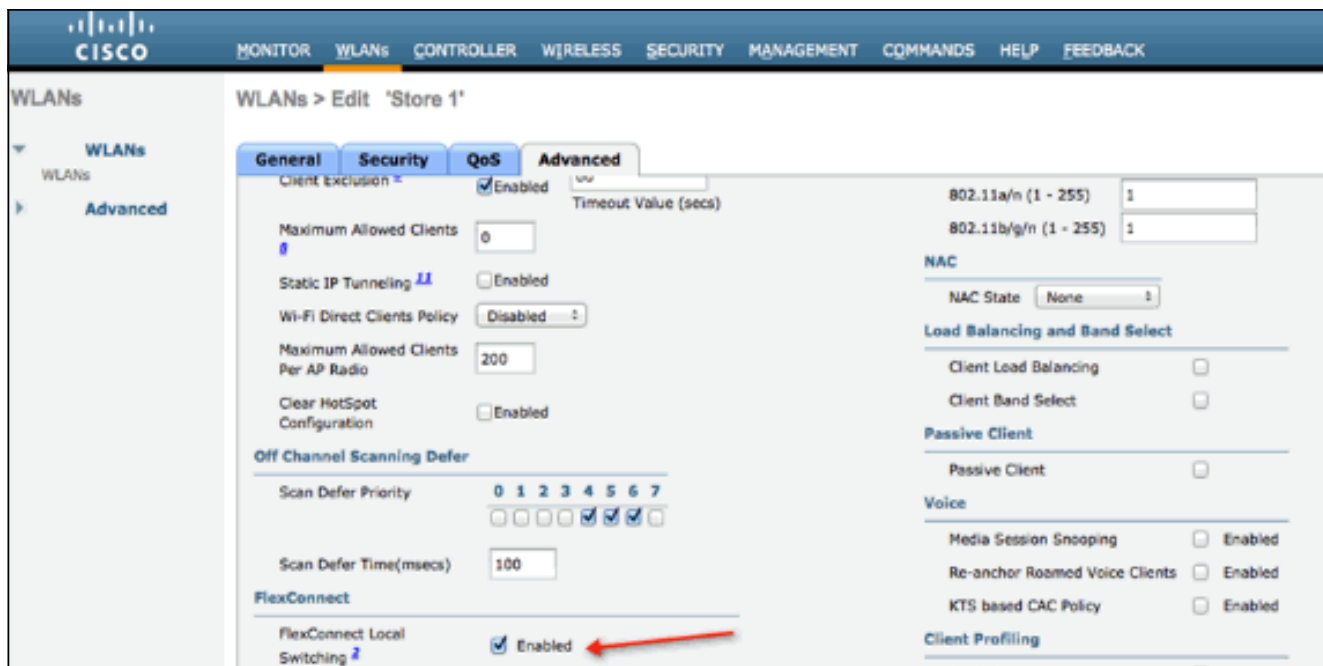 CISCO
MONITOR WLANs CONTROLLER WIRELESS SECURITY MANAGEMENT COMMANDS HELP FEEDBACK
WLANs
WLANs
WLANs
Advanced
WLANs > Edit 'Store 1'
General Security QoS Advanced
Client Exclusion Enabled
Timeout Value (secs)
Maximum Allowed Clients 0
8
Static IP Tunneling 11 Enabled
Wi-Fi Direct Clients Policy Disabled
Maximum Allowed Clients
Per AP Radio 200
Clear HotSpot
Configuration Enabled
Off Channel Scanning Defer
Scan Defer Priority 0 1 2 3 4 5 6 7
Scan Defer Time(msecs) 100
FlexConnect
FlexConnect Local
Switching 2 Enabled
802.11a/n (1 - 255) 1
802.11b/g/n (1 - 255) 1
NAC
NAC State None
Load Balancing and Band Select
Client Load Balancing
Client Band Select
Passive Client
Passive Client
Voice
Media Session Snooping Enabled
Re-anchor Roamed Voice Clients Enabled
KTS based CAC Policy Enabled
Client Profiling